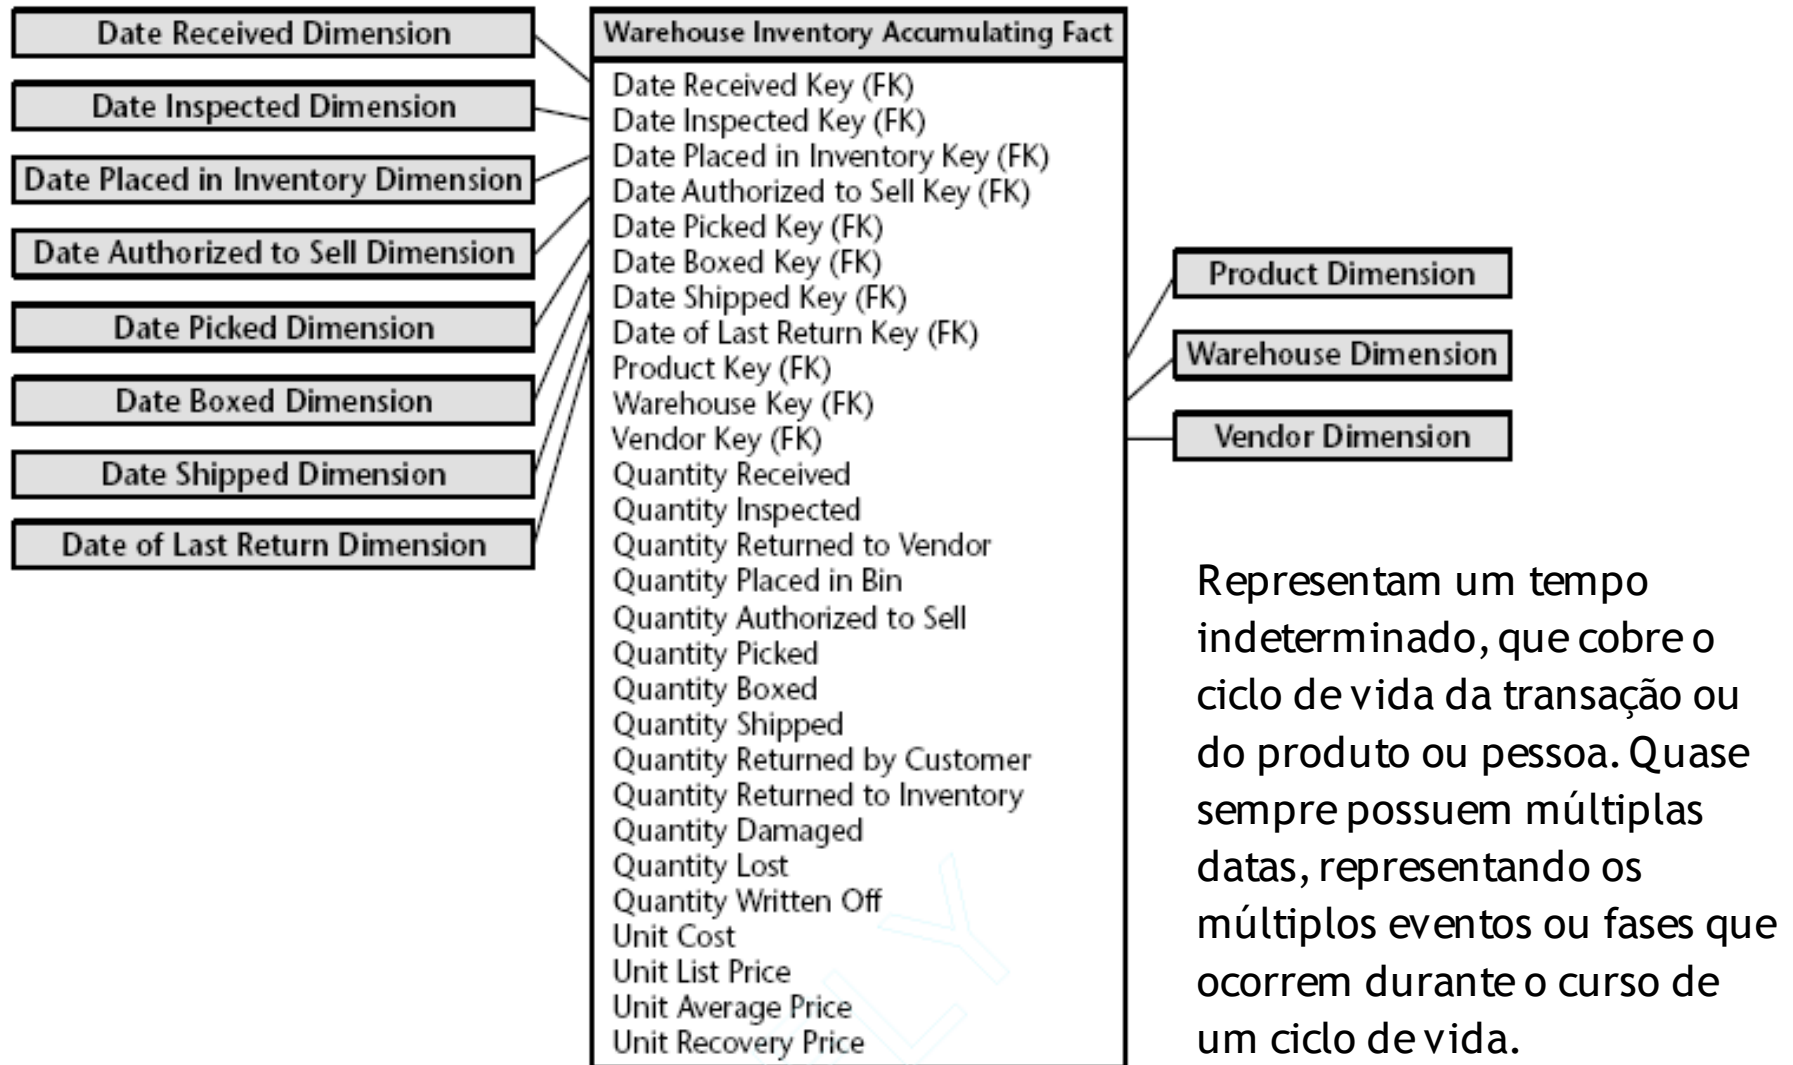 Date Received Dimension
Date Inspected Dimension
Date Placed in Inventory Dimension
Date Authorized to Sell Dimension
Date Picked Dimension
Date Boxed Dimension
Date Shipped Dimension
Date of Last Return Dimension
Warehouse Inventory Accumulating Fact
Date Received Key (FK)
Date Inspected Key (FK)
Date Placed in Inventory Key (FK)
Date Authorized to Sell Key (FK)
Date Picked Key (FK)
Date Boxed Key (FK)
Date Shipped Key (FK)
Date of Last Return Key (FK)
Product Key (FK)
Warehouse Key (FK)
Vendor Key (FK)
Quantity Received
Quantity Inspected
Quantity Returned to Vendor
Quantity Placed in Bin
Quantity Authorized to Sell
Quantity Picked
Quantity Boxed
Quantity Shipped
Quantity Returned by Customer
Quantity Returned to Inventory
Quantity Damaged
Quantity Lost
Quantity Written Off
Unit Cost
Unit List Price
Unit Average Price
Unit Recovery Price
Product Dimension
Warehouse Dimension
Vendor Dimension
Representam um tempo
indeterminado, que cobre o
ciclo de vida da transação ou
do produto ou pessoa. Quase
sempre possuem múltiplas
datas, representando os
múltiplos eventos ou fases que
ocorrem durante o curso de
um ciclo de vida.